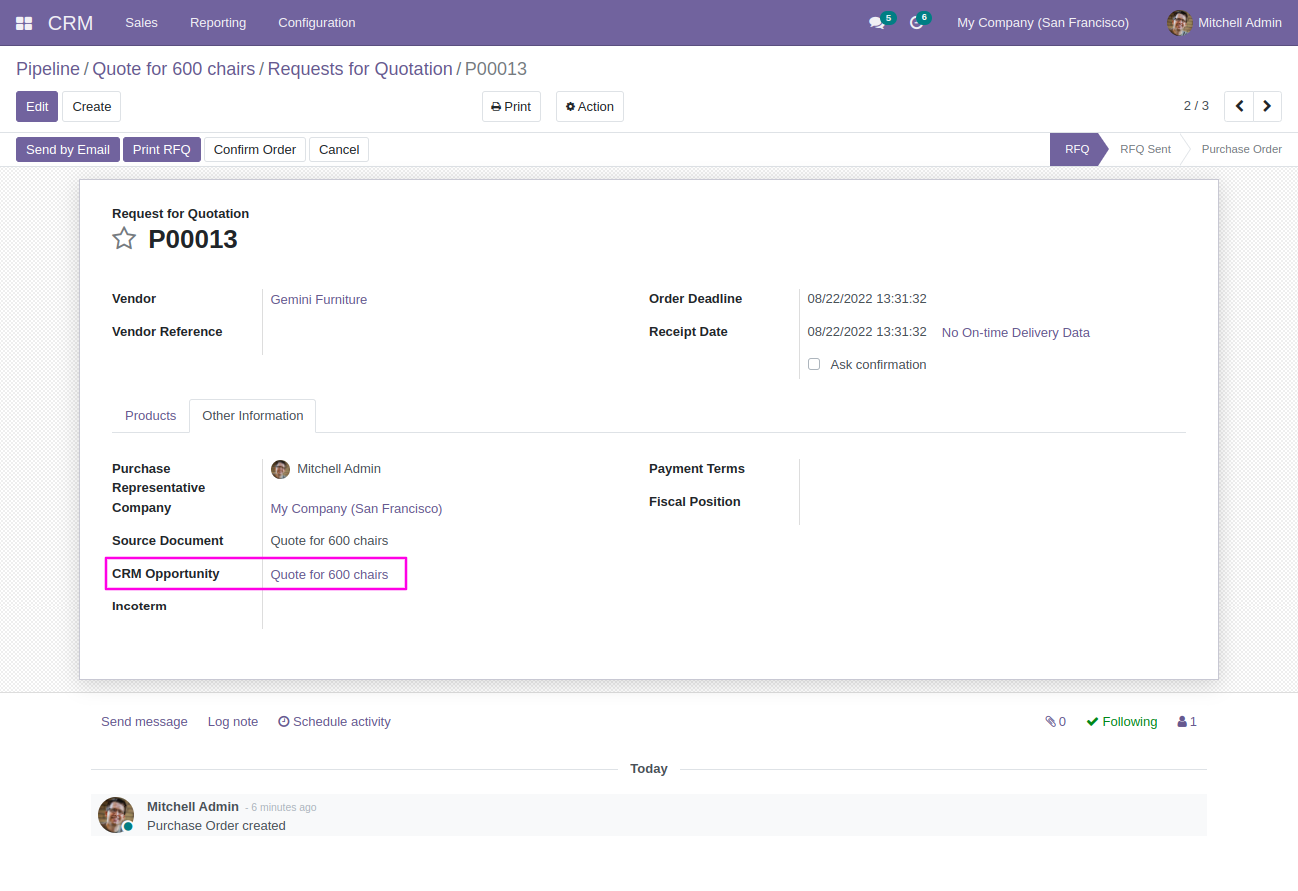 CRM Sales Reporting Configuration 5 6 My Company (San Francisco) Mitchell Admin
Pipeline / Quote for 600 chairs / Requests for Quotation / P00013
Edit Create Print Action 2 / 3
Send by Email Print RFQ Confirm Order Cancel RFQ RFQ Sent Purchase Order
Request for Quotation
P00013
Vendor Gemini Furniture Order Deadline 08/22/2022 13:31:32
Vendor Reference Receipt Date 08/22/2022 13:31:32 No On-time Delivery Data
Ask confirmation
Products Other Information
Purchase Mitchell Admin Payment Terms
Representative
Company My Company (San Francisco) Fiscal Position
Source Document Quote for 600 chairs
CRM Opportunity Quote for 600 chairs
Incoterm
Send message Log note Schedule activity 0 Following 1
Today
Mitchell Admin - 6 minutes ago
Purchase Order created